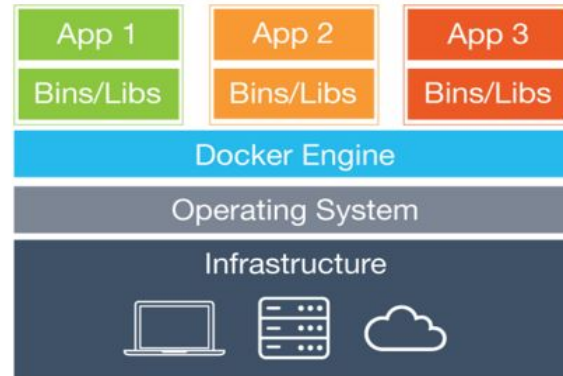 App 1
App 2
App 3
Bins/Libs
Bins/Libs
Bins/Libs
Docker Engine
Operating System
Infrastructure